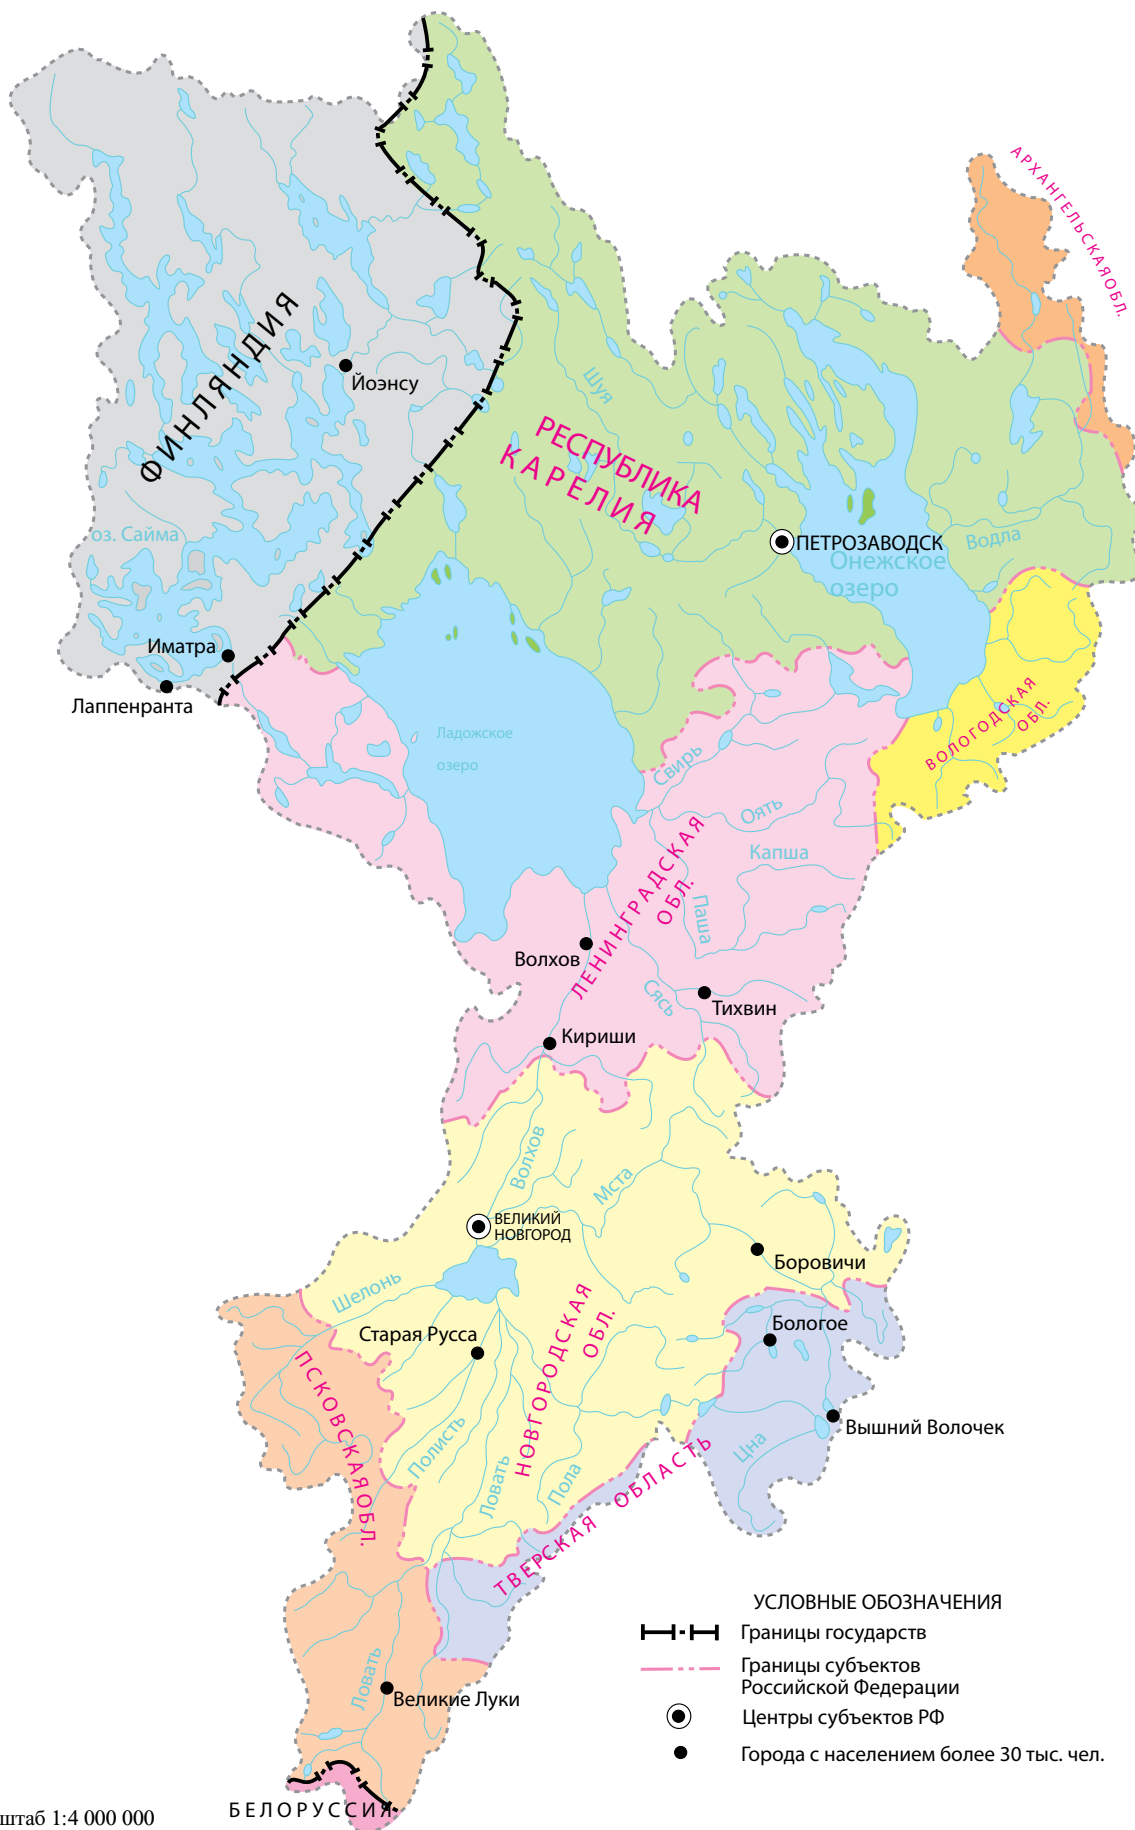 АРХАНГЕЛЬСКАЯ ОБЛ.
ФИНЛЯНДИЯ
Йоэнсу
Шуя
РЕСПУБЛИКА
КАРЕЛИЯ
оз. Сайма
ПЕТРОЗАВОДСК
Водла
Онежское
озеро
Иматра
Лаппенранта
ВОЛОГОДСКАЯ
ОБЛ.
Ладожское
озеро
Свирь
Оять
Капша
ЛЕНИНГРАДСКАЯ
ОБЛ.
Паша
Волхов
Сясь
Тихвин
Кириши
Волхов
Мста
ВЕЛИКИЙ
НОВГОРОД
Боровичи
Шелонь
Старая Русса
Бологое
НОВГОРОДСКАЯ
ОБЛ.
ПСКОВСКАЯ ОБЛ.
Вышний Волочек
Цна
Полисть
Ловать
Пола
ТВЕРСКАЯ ОБЛАСТЬ
Ловать
Великие Луки
БЕЛОРУССИЯ
УСЛОВНЫЕ ОБОЗНАЧЕНИЯ
Границы государств
Границы субъектов
Российской Федерации
Центры субъектов РФ
Города с населением более 30 тыс. чел.
штаб 1:4 000 000